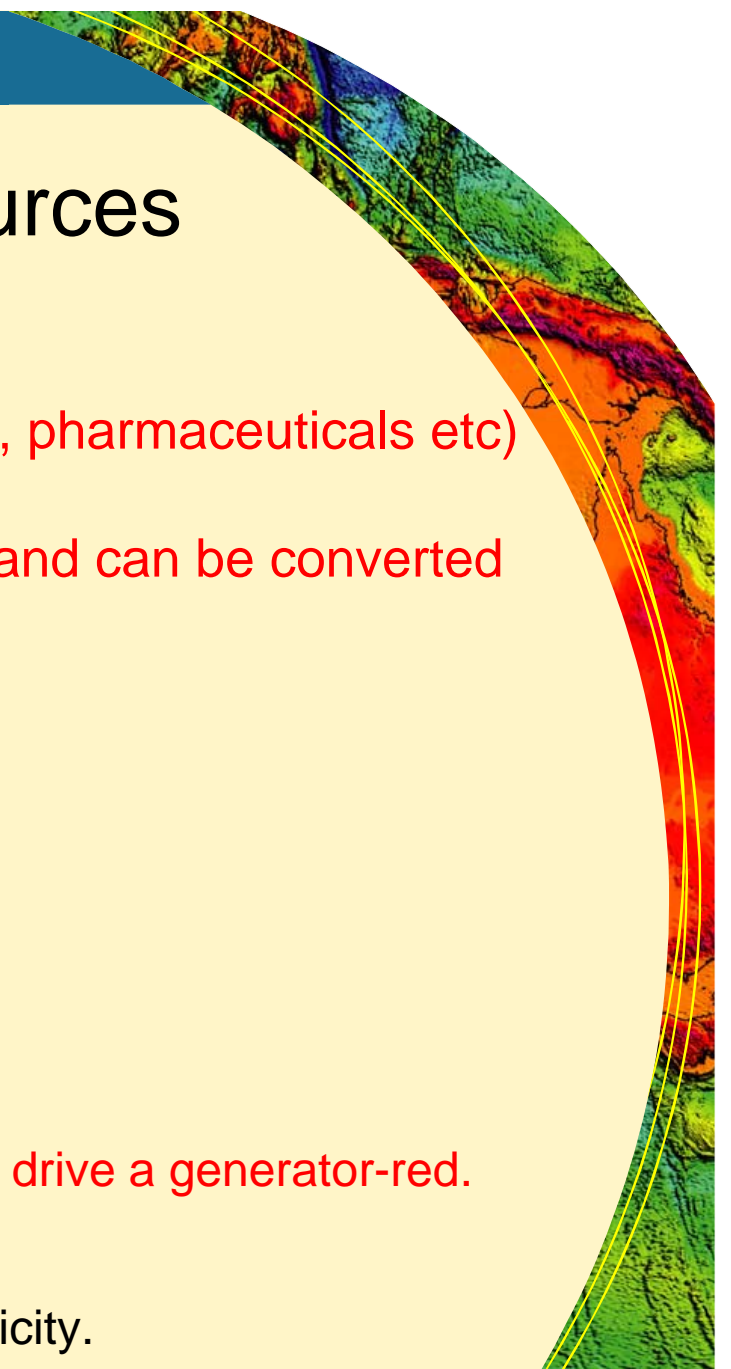 urces
, pharmaceuticals etc)
and can be converted
drive a generator-red.
icity.